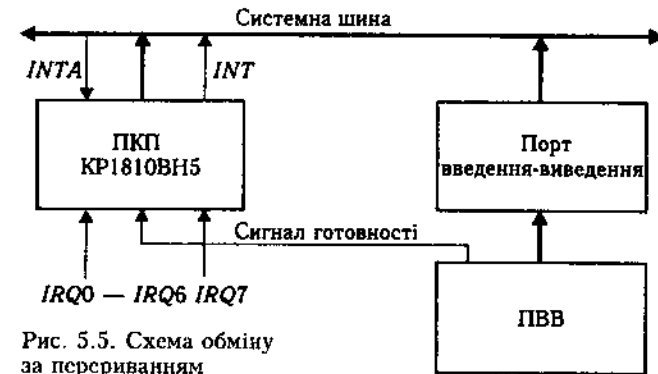 Системна шина
INTA
INT
ПКП
КР1810ВН5
Порт
введення-виведення
Сигнал готовності
IRQ0 — IRQ6 IRQ7
ПВВ
Рис. 5.5. Схема обміну
за перериванням